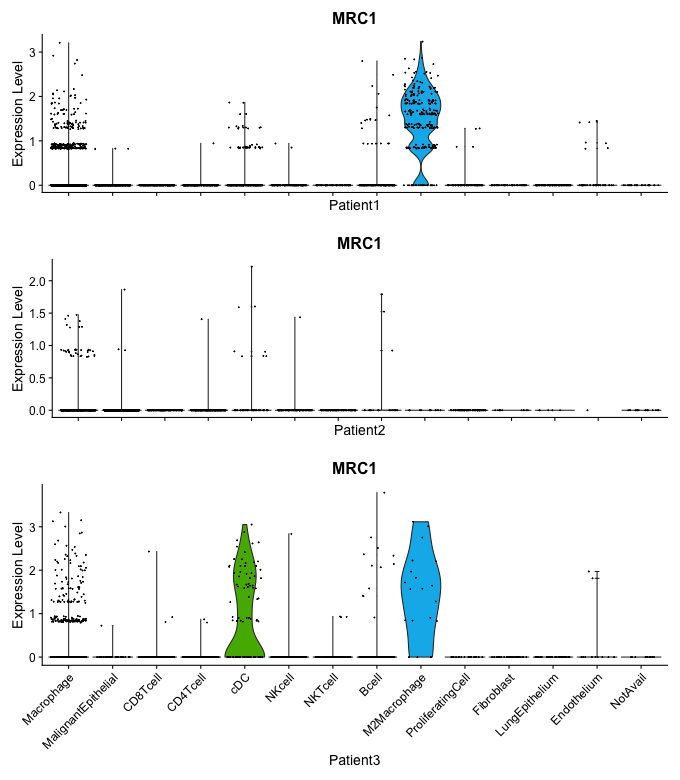 MRC1
Expression Level
3
2
1
0
Patient1
MRC1
Expression Level
2.0
1.5
1.0
0.5
0.0
Patient2
MRC1
Expression Level
3
2
1
0
Macrophage
MalignantEpithelial
CD8Tcell
CD4Tcell
cDC
NKcell
NKTcell
Bcell
M2Macrophage
ProliferatingCell
Fibroblast
LungEpithelium
Endothelium
NotAvail
Patient3